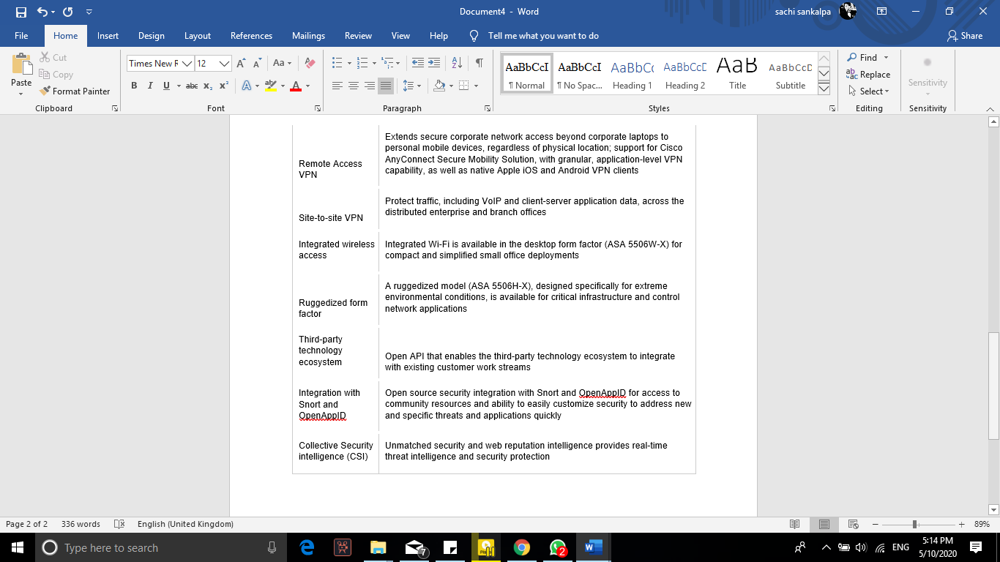 Document4 - Word
sachi sankalpa
File Home Insert Design Layout References Mailings Review View Help Tell me what you want to do Share
Paste
Cut
Copy
Format Painter
Clipboard
Times New R 12
Aa
B I U abc x₂ x² A aby A
Font
Paragraph
AaBbCcI AaBbCcI AaBbCc AaBbCcE AaB AaBbCcD
¶ Normal ¶ No Spac... Heading 1 Heading 2 Title Subtitle
Styles
Find
Replace
Select
Editing
Sensitivity
Sensitivity
Remote Access
VPN
Extends secure corporate network access beyond corporate laptops to
personal mobile devices, regardless of physical location; support for Cisco
AnyConnect Secure Mobility Solution, with granular, application-level VPN
capability, as well as native Apple iOS and Android VPN clients
Site-to-site VPN
Protect traffic, including VoIP and client-server application data, across the
distributed enterprise and branch offices
Integrated wireless
access
Integrated Wi-Fi is available in the desktop form factor (ASA 5506W-X) for
compact and simplified small office deployments
Ruggedized form
factor
A ruggedized model (ASA 5506H-X), designed specifically for extreme
environmental conditions, is available for critical infrastructure and control
network applications
Third-party
technology
ecosystem
Open API that enables the third-party technology ecosystem to integrate
with existing customer work streams
Integration with
Snort and
OpenAppID
Open source security integration with Snort and OpenAppID for access to
community resources and ability to easily customize security to address new
and specific threats and applications quickly
Collective Security
intelligence (CSI)
Unmatched security and web reputation intelligence provides real-time
threat intelligence and security protection
Page 2 of 2 336 words English (United Kingdom) 89%
Type here to search
7
2
ENG
5:14 PM
5/10/2020